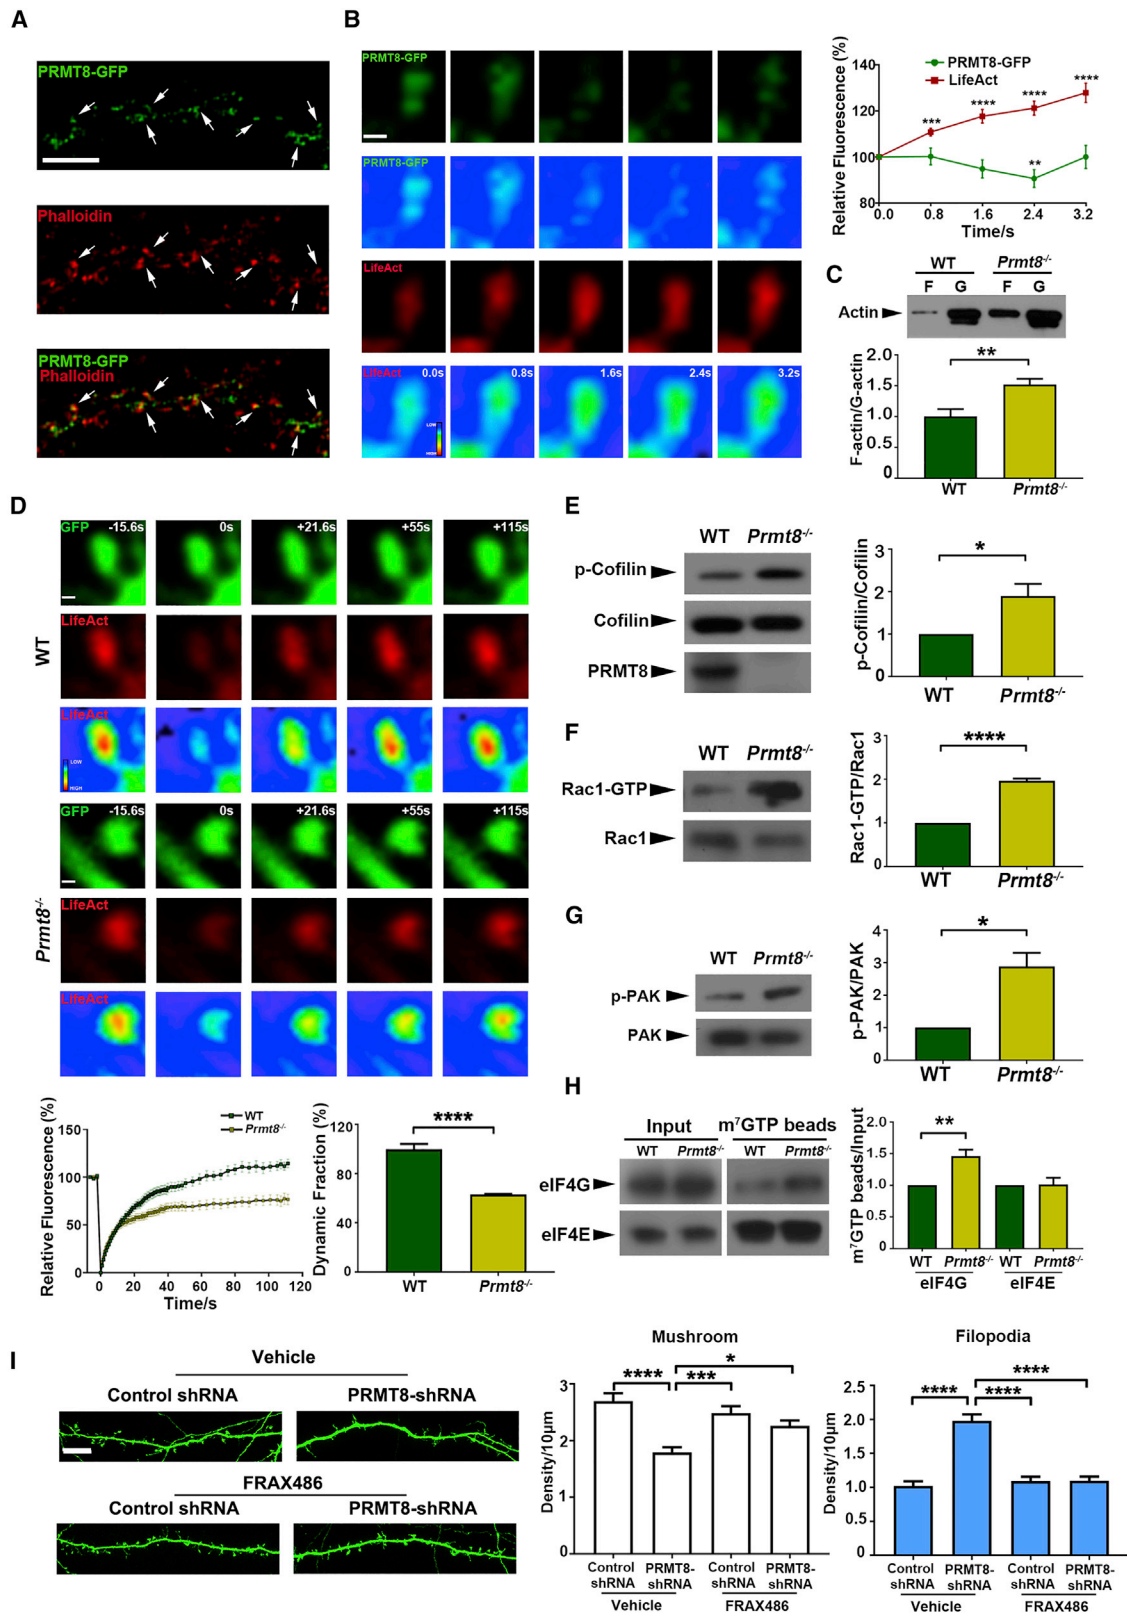 A
PRMT8-GFP
Phalloidin
PRMT8-GFP
Phalloidin
B
PRMT8-GFP
PRMT8-GFP
LifeAct
LifeAct
0.0s
0.8s
1.6s
2.4s
3.2s
LOW
HIGH
Relative Fluorescence (%)
140
120
100
80
PRMT8-GFP
LifeAct
***
****
****
****
**
0.0
0.8
1.6
2.4
3.2
Time/s
C
WT
Prmt8-/-
F
G
F
G
Actin
F-actin/G-actin
2.0
1.5
1.0
0.5
0
**
WT
Prmt8-/-
D
WT
GFP
-15.6s
0s
+21.6s
+55s
+115s
LifeAct
LifeAct
LOW
HIGH
Prmt8-/-
GFP
-15.6s
0s
+21.6s
+55s
+115s
LifeAct
LifeAct
Relative Fluorescence (%)
150
100
50
0
WT
Prmt8-/-
0
20
40
60
80
100
120
Time/s
Dynamic Fraction (%)
120
80
40
0
****
WT
Prmt8-/-
E
WT
Prmt8-/-
p-Cofilin
Cofilin
PRMT8
p-Cofilin/Cofilin
3
2
1
0
*
WT
Prmt8-/-
F
WT
Prmt8-/-
Rac1-GTP
Rac1
Rac1-GTP/Rac1
3
2
1
0
****
WT
Prmt8-/-
G
WT
Prmt8-/-
p-PAK
PAK
p-PAK/PAK
4
3
2
1
0
*
WT
Prmt8-/-
H
Input
m7GTP beads
WT
Prmt8-/-
WT
Prmt8-/-
eIF4G
eIF4E
m7GTP beads/Input
2.0
1.5
1.0
0.5
0
**
WT
Prmt8-/-
WT
Prmt8-/-
eIF4G
eIF4E
I
Vehicle
Control shRNA
PRMT8-shRNA
FRAX486
Control shRNA
PRMT8-shRNA
Mushroom
Density/10μm
3
2
1
0
****
***
*
Control shRNA
PRMT8-shRNA
Control shRNA
PRMT8-shRNA
Vehicle
FRAX486
Filopodia
Density/10μm
2.5
2.0
1.5
1.0
0.5
0
****
****
****
Control shRNA
PRMT8-shRNA
Control shRNA
PRMT8-shRNA
Vehicle
FRAX486